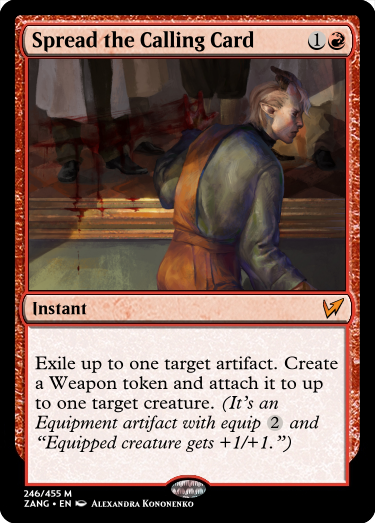 Spread the Calling Card 1
Instant
Exile up to one target artifact. Create
a Weapon token and attach it to up
to one target creature. (It's an
Equipment artifact with equip 2 and
“Equipped creature gets +1/+1.”)
246/455 M
ZANG • EN Alexandra Kononenko